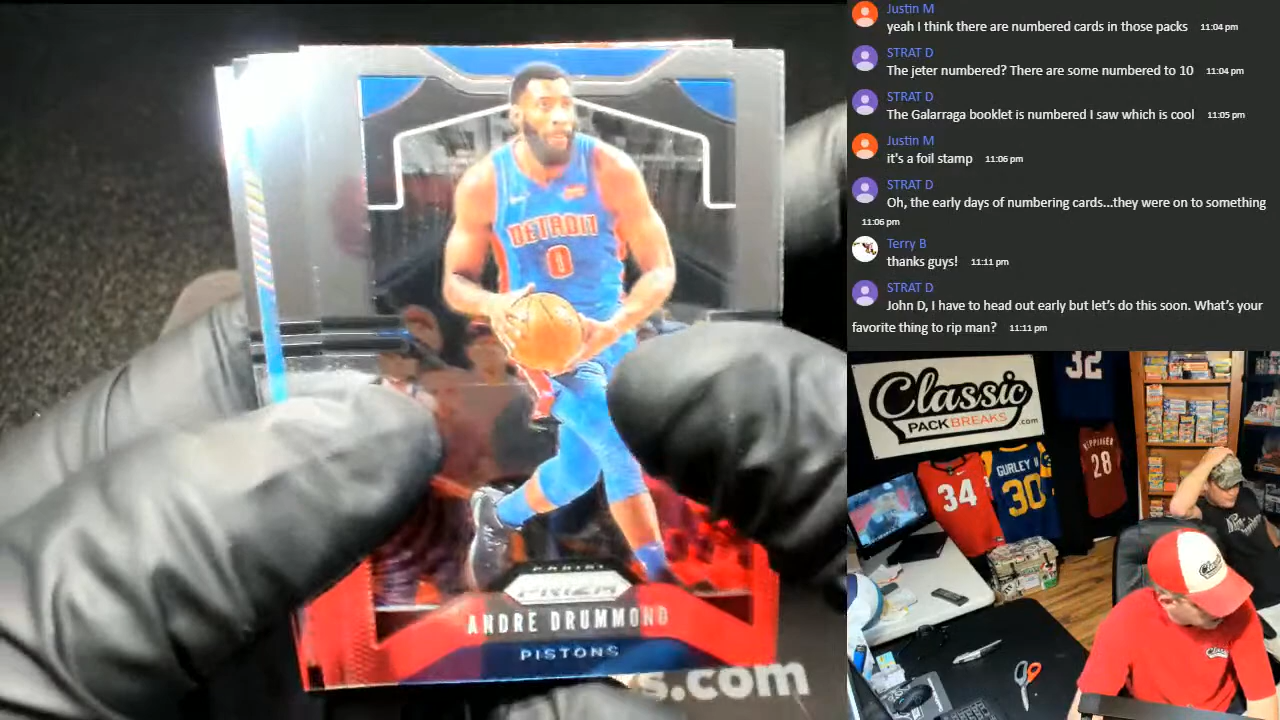 DETROIT
0
PANINI
PRIZM
ANDRE DRUMMOND
PISTONS
s.com
Justin M
yeah I think there are numbered cards in those packs 11:04 pm
STRAT D
The jeter numbered? There are some numbered to 10 11:04 pm
STRAT D
The Galarraga booklet is numbered I saw which is cool 11:05 pm
Justin M
it's a foil stamp 11:06 pm
STRAT D
Oh, the early days of numbering cards...they were on to something
11:06 pm
Terry B
thanks guys! 11:11 pm
STRAT D
John D, I have to head out early but let's do this soon. What's your
favorite thing to rip man? 11:11 pm
Classic
PACKBREAKS.com
32
34
GURLEY II
30
28
Classic